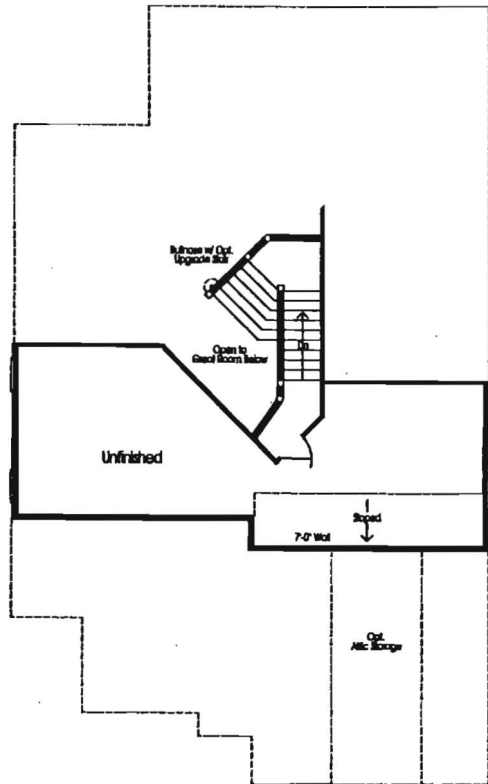 Bullnose w/ Opt.
Upgrade Stair
Open to
Great Room Below
Dn
Unfinished
Sloped
7'-0" Wall
Opt.
Attic Storage